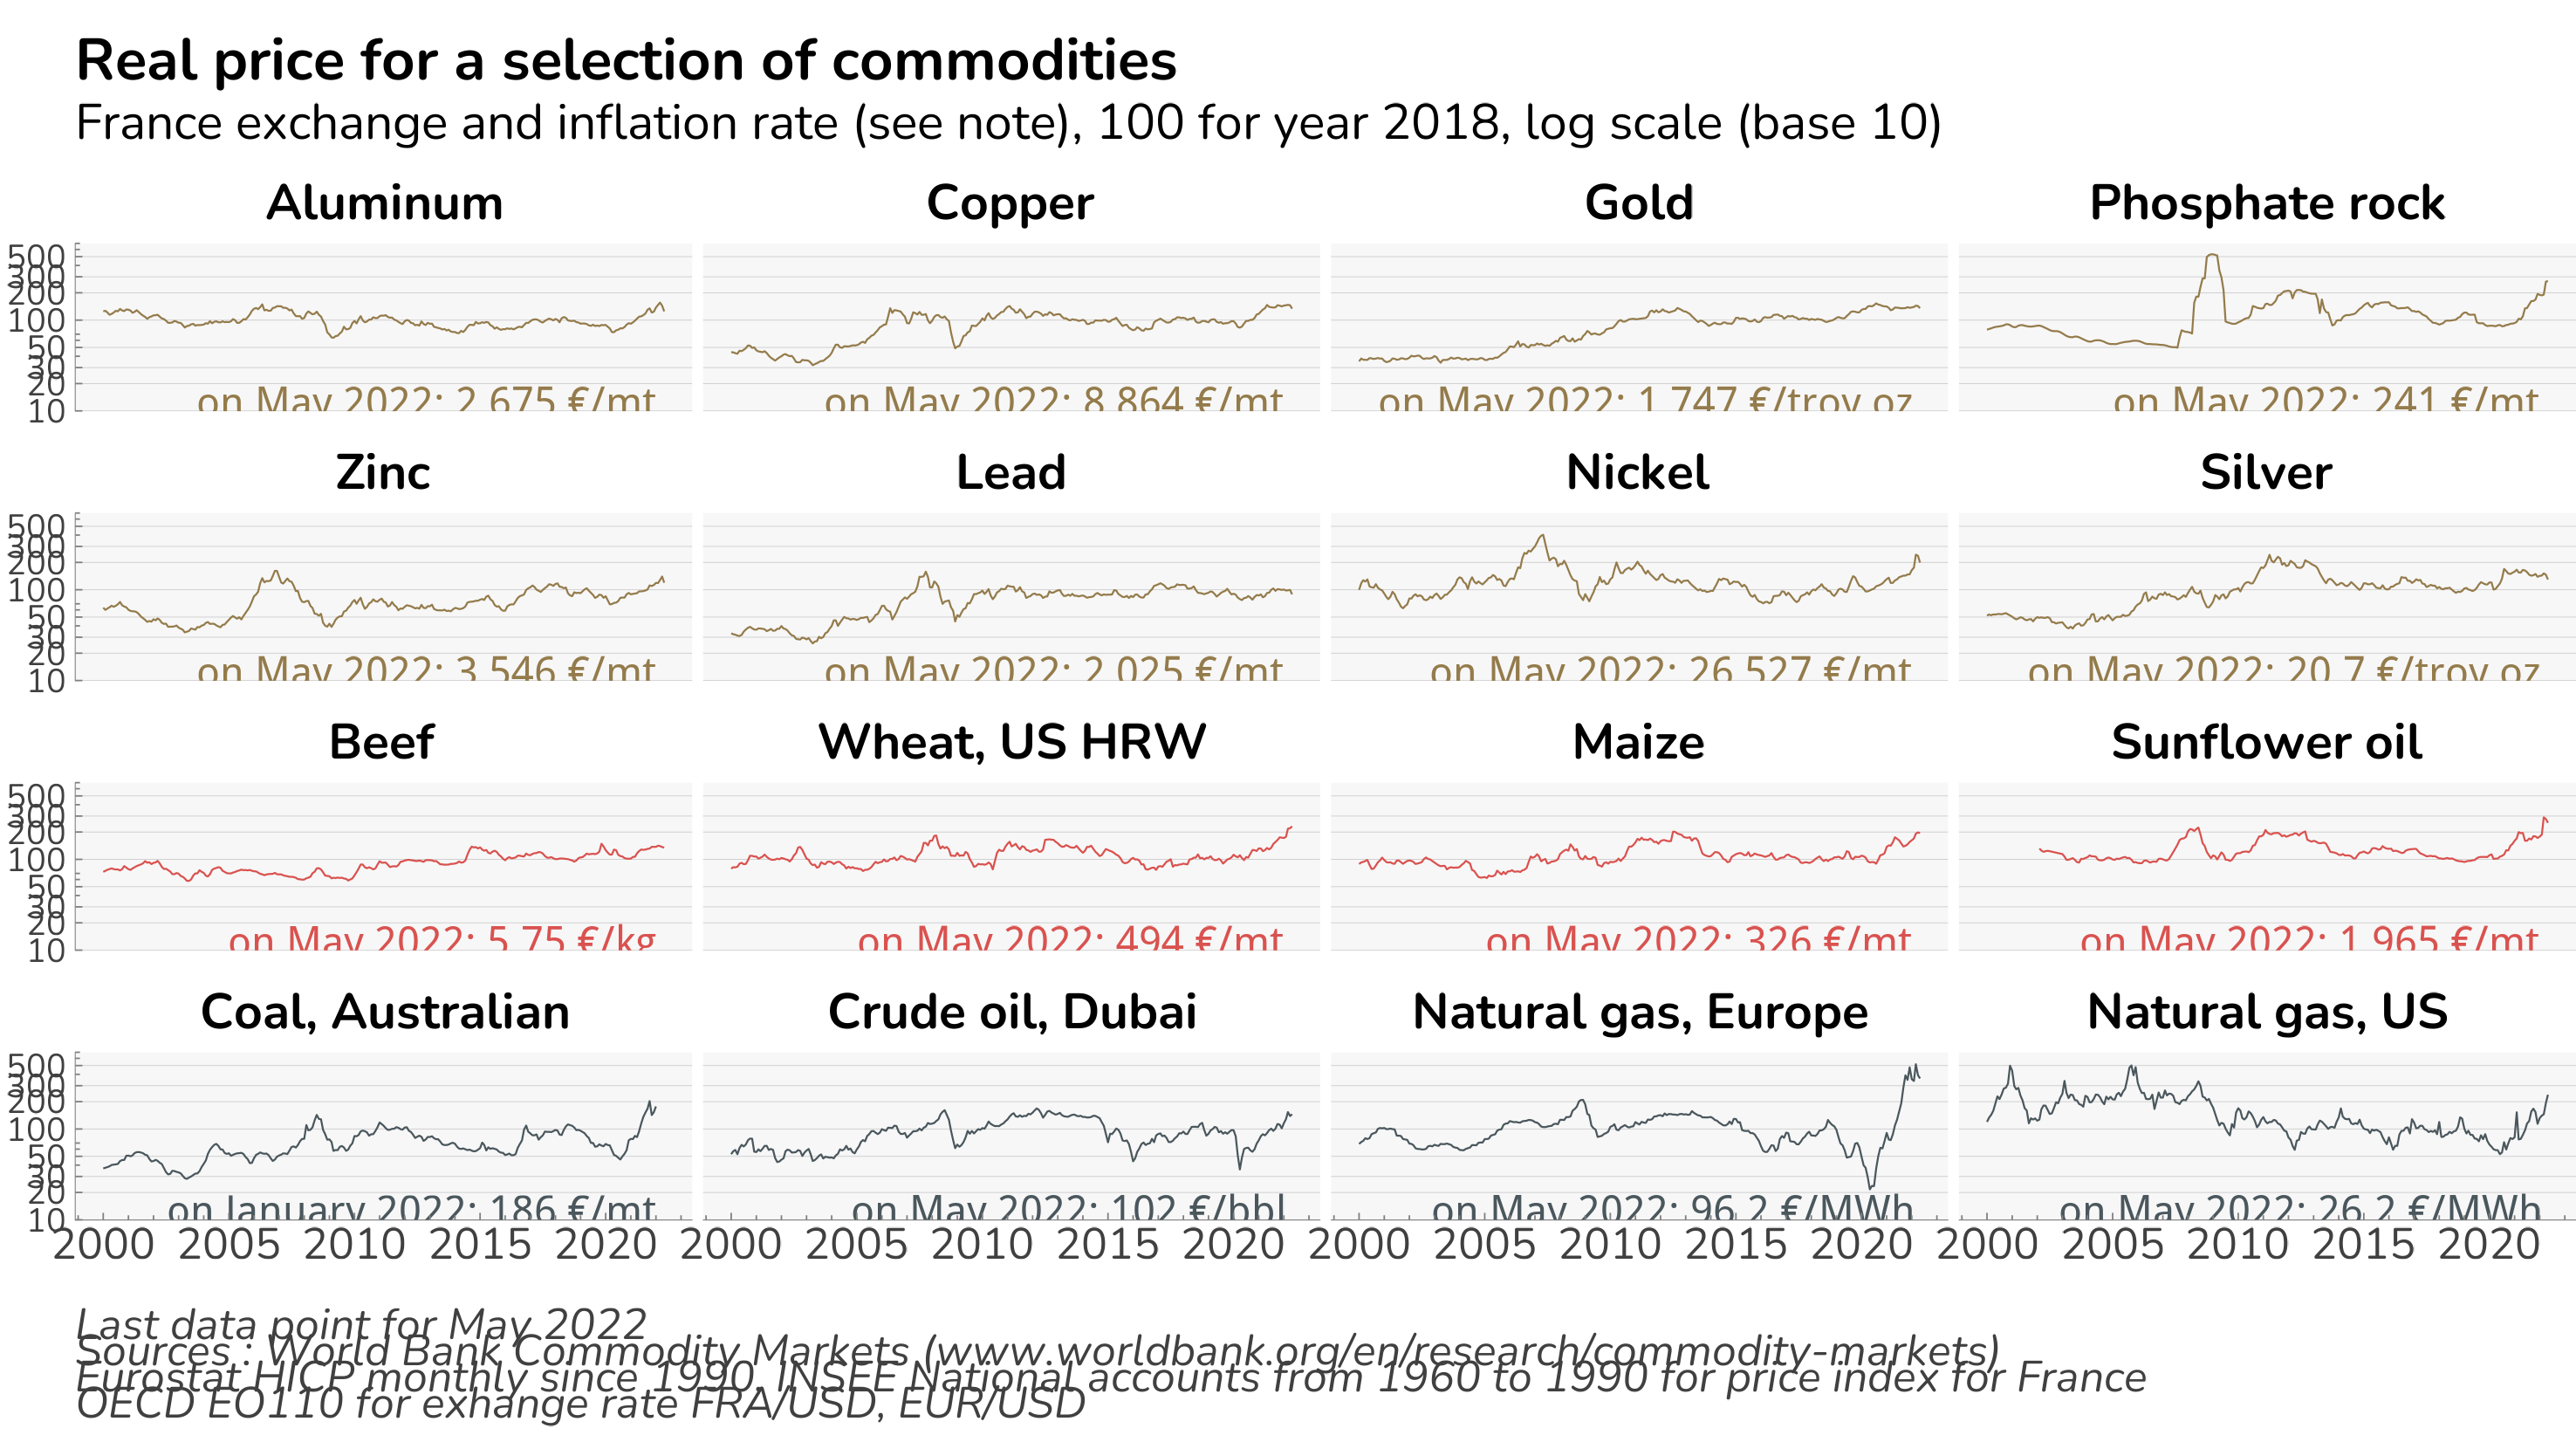 Real price for a selection of commodities
France exchange and inflation rate (see note), 100 for year 2018, log scale (base 10)
Aluminum Copper Gold Phosphate rock
500
300
200
100
50
30
20
10
on May 2022: 2 675 €/mt on May 2022: 8 864 €/mt on May 2022: 1 747 €/troy oz on May 2022: 241 €/mt
Zinc Lead Nickel Silver
500
300
200
100
50
30
20
10
on May 2022: 3 546 €/mt on May 2022: 2 025 €/mt on May 2022: 26 527 €/mt on May 2022: 20.7 €/troy oz
Beef Wheat, US HRW Maize Sunflower oil
500
300
200
100
50
30
20
10
on May 2022: 5.75 €/kg on May 2022: 494 €/mt on May 2022: 326 €/mt on May 2022: 1 965 €/mt
Coal, Australian Crude oil, Dubai Natural gas, Europe Natural gas, US
500
300
200
100
50
30
20
10
on January 2022: 186 €/mt on May 2022: 102 €/bbl on May 2022: 96.2 €/MWh on May 2022: 26.2 €/MWh
2000 2005 2010 2015 2020 2000 2005 2010 2015 2020 2000 2005 2010 2015 2020 2000 2005 2010 2015 2020
Last data point for May 2022
Sources : World Bank Commodity Markets (www.worldbank.org/en/research/commodity-markets)
Eurostat HICP monthly since 1990, INSEE National accounts from 1960 to 1990 for price index for France
OECD EO110 for exhange rate FRA/USD, EUR/USD